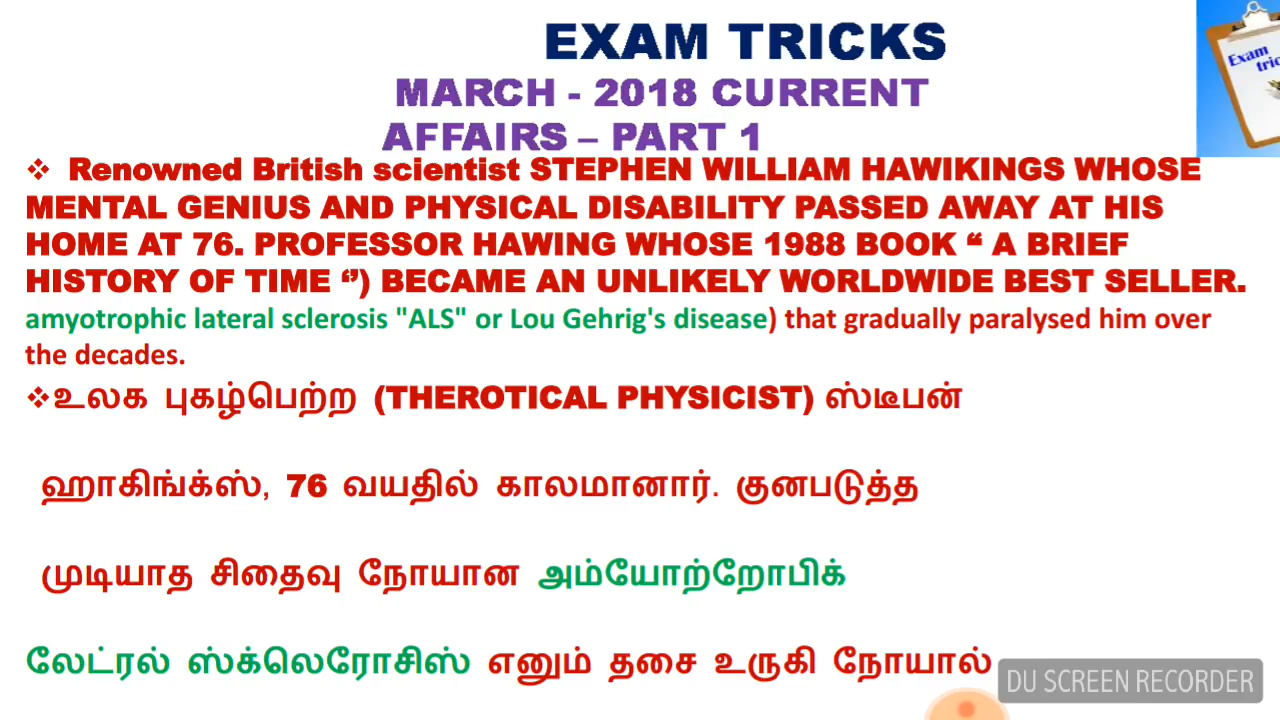 EXAM TRICKS
Exam
MARCH - 2018 CURRENT
AFFAIRS – PART 1
❖ Renowned British scientist STEPHEN WILLIAM HAWIKINGS WHOSE
MENTAL GENIUS AND PHYSICAL DISABILITY PASSED AWAY AT HIS
HOME AT 76. PROFESSOR HAWING WHOSE 1988 BOOK “ A BRIEF
HISTORY OF TIME “”) BECAME AN UNLIKELY WORLDWIDE BEST SELLER.
amyotrophic lateral sclerosis "ALS" or Lou Gehrig's disease) that gradually paralysed him over
the decades.
❖உலக புகழ்பெற்ற (THEROTICAL PHYSICIST) ஸ்டீபன்
ஹாகிங்க்ஸ், 76 வயதில் காலமானார். குனபடுத்த
முடியாத சிதைவு நோயான அம்யோற்றோபிக்
லேட்ரல் ஸ்க்லெரோசிஸ் எனும் தசை உருகி நோயால்
DU SCREEN RECORDER